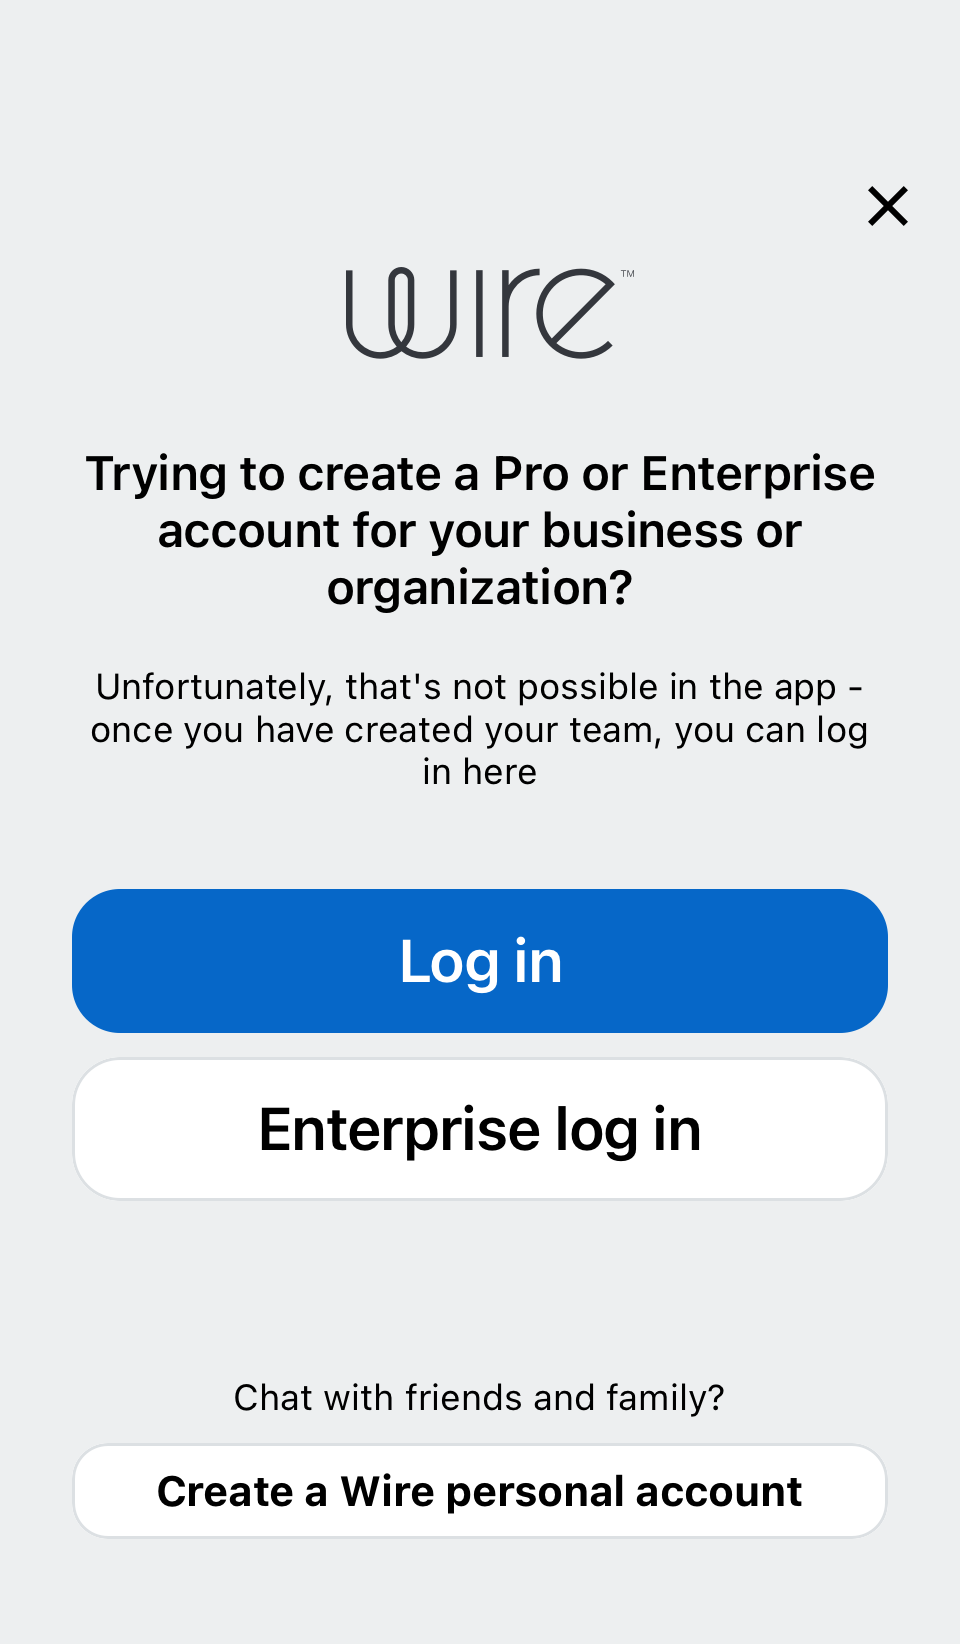 wire™
Trying to create a Pro or Enterprise
account for your business or
organization?
Unfortunately, that's not possible in the app -
once you have created your team, you can log
in here
Log in
Enterprise log in
Chat with friends and family?
Create a Wire personal account